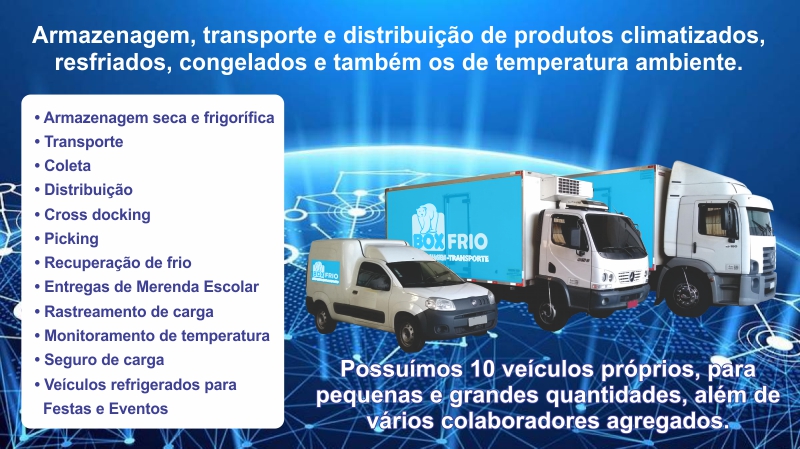 Armazenagem, transporte e distribuição de produtos climatizados,
resfriados, congelados e também os de temperatura ambiente.
• Armazenagem seca e frigorífica
• Transporte
• Coleta
• Distribuição
• Cross docking
• Picking
• Recuperação de frio
• Entregas de Merenda Escolar
• Rastreamento de carga
• Monitoramento de temperatura
• Seguro de carga
• Veículos refrigerados para
Festas e Eventos
BOX FRIO
-TRANSPORTE
BOX FRIO
Possuímos 10 veículos próprios, para
pequenas e grandes quantidades, além de
vários colaboradores agregados.